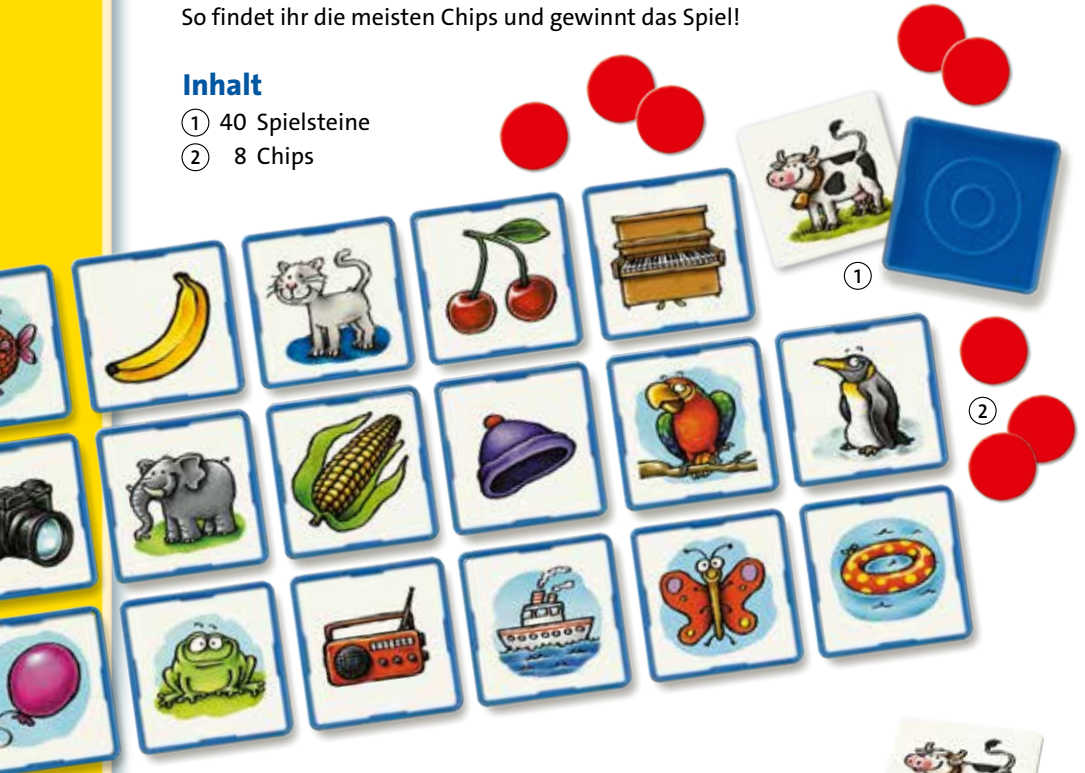 So findet ihr die meisten Chips und gewinnt das Spiel!
Inhalt
1 40 Spielsteine
2 8 Chips
1
2